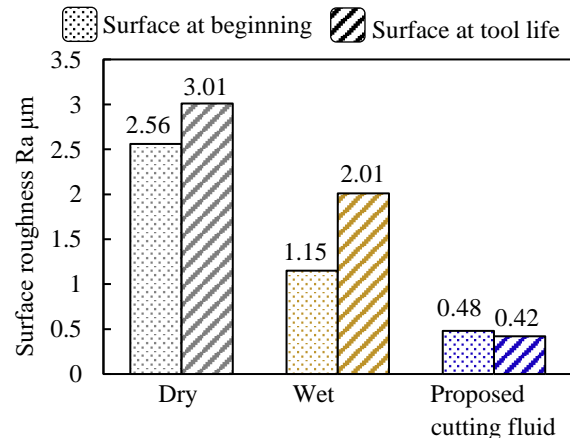 Surface at beginning
Surface at tool life
Surface roughness Ra µm
3.5
3
2.5
2
1.5
1
0.5
0
2.56
3.01
1.15
2.01
0.48
0.42
Dry
Wet
Proposed
cutting fluid